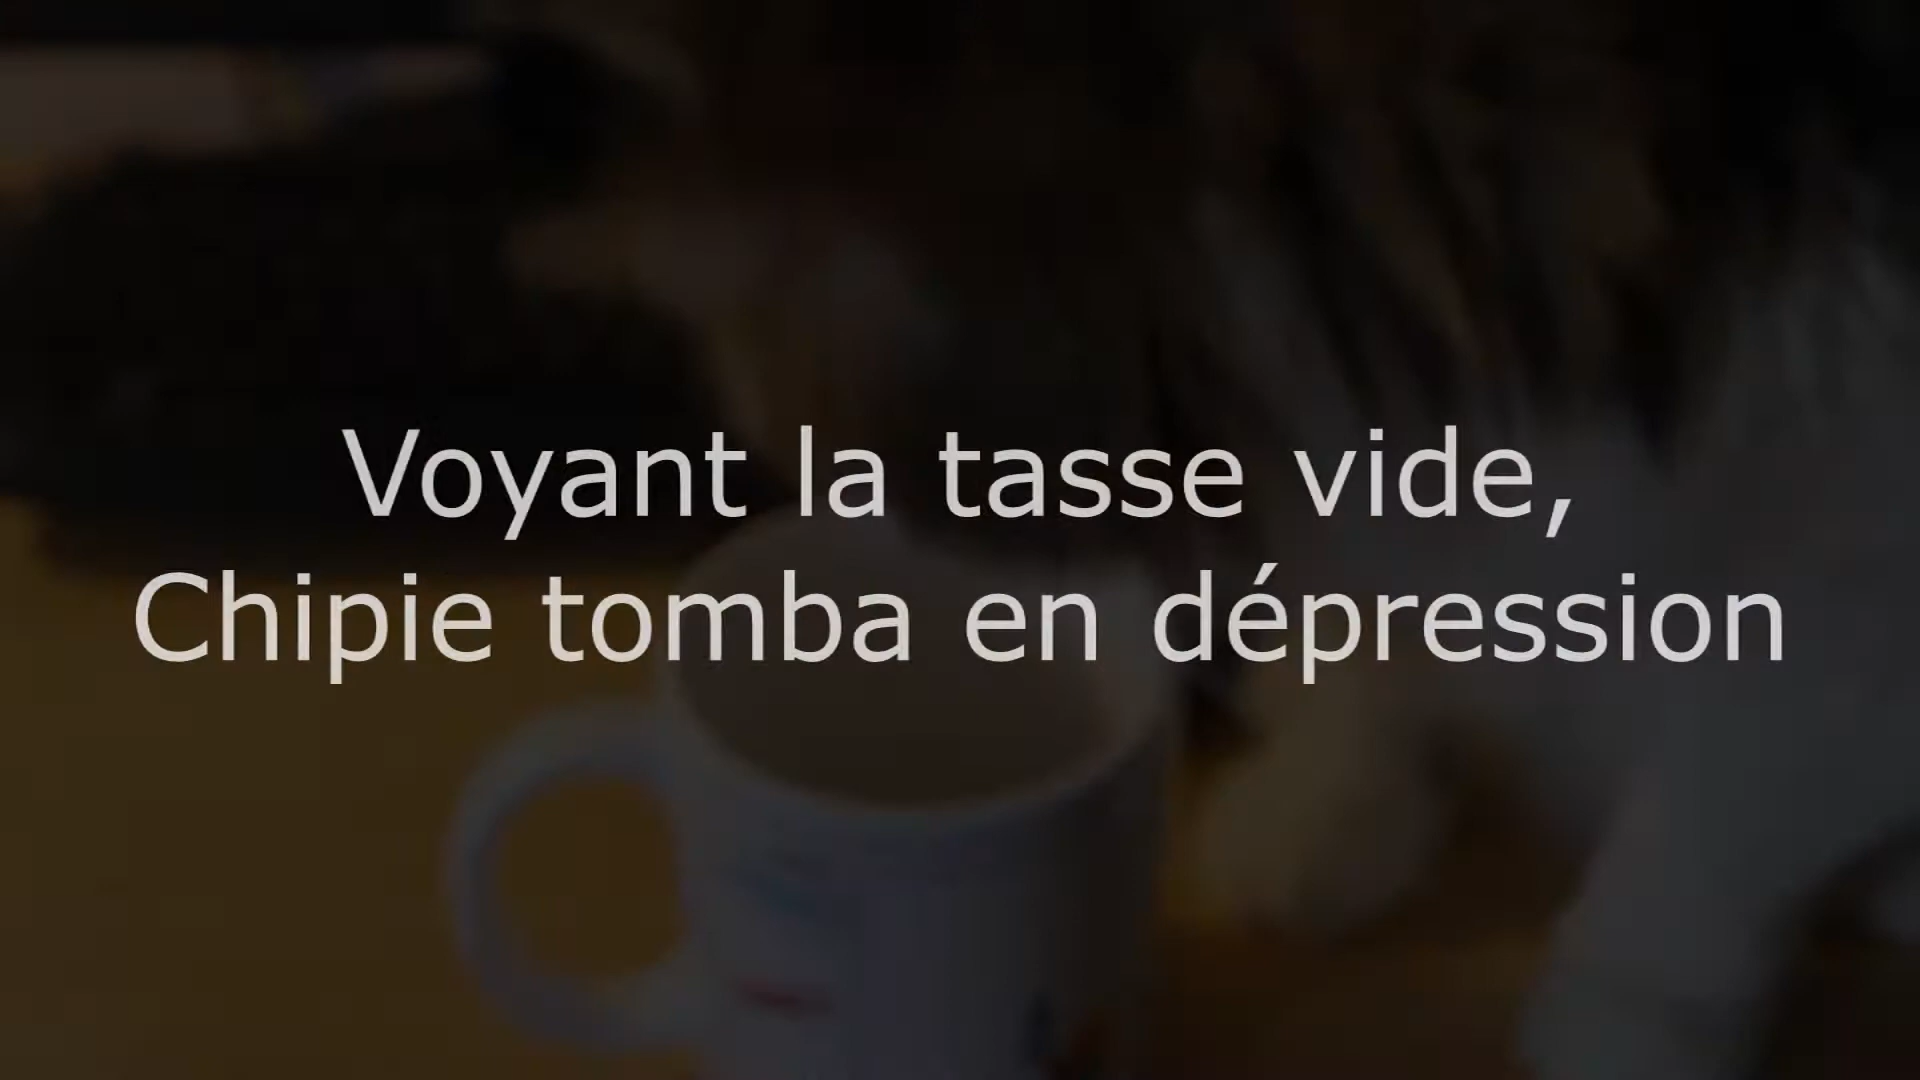 Voyant la tasse vide,
Chipie tomba en dépression